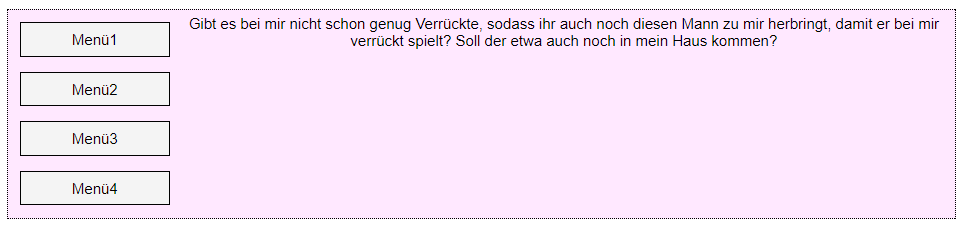 Menü1
Menü2
Menü3
Menü4
Gibt es bei mir nicht schon genug Verrückte, sodass ihr auch noch diesen Mann zu mir herbringt, damit er bei mir
verrückt spielt? Soll der etwa auch noch in mein Haus kommen?